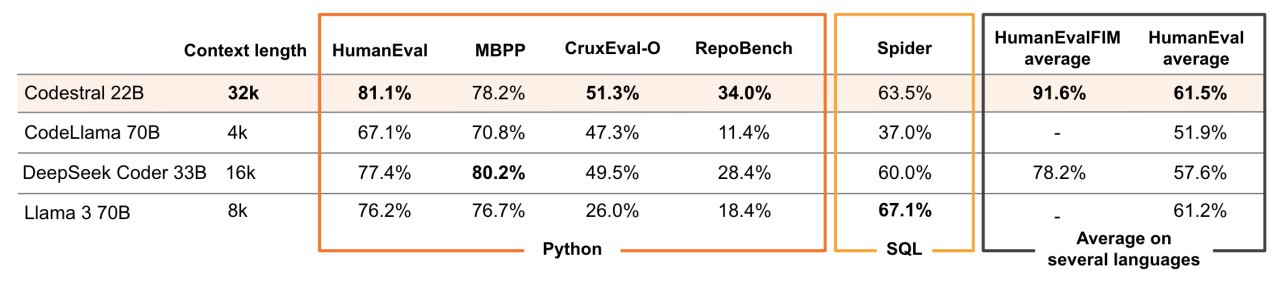 Context length HumanEval MBPP CruxEval-O RepoBench Spider HumanEvalFIM average HumanEval average
Codestral 22B 32k 81.1% 78.2% 51.3% 34.0% 63.5% 91.6% 61.5%
CodeLlama 70B 4k 67.1% 70.8% 47.3% 11.4% 37.0% - 51.9%
DeepSeek Coder 33B 16k 77.4% 80.2% 49.5% 28.4% 60.0% 78.2% 57.6%
Llama 3 70B 8k 76.2% 76.7% 26.0% 18.4% 67.1% - 61.2%
Python SQL Average on several languages